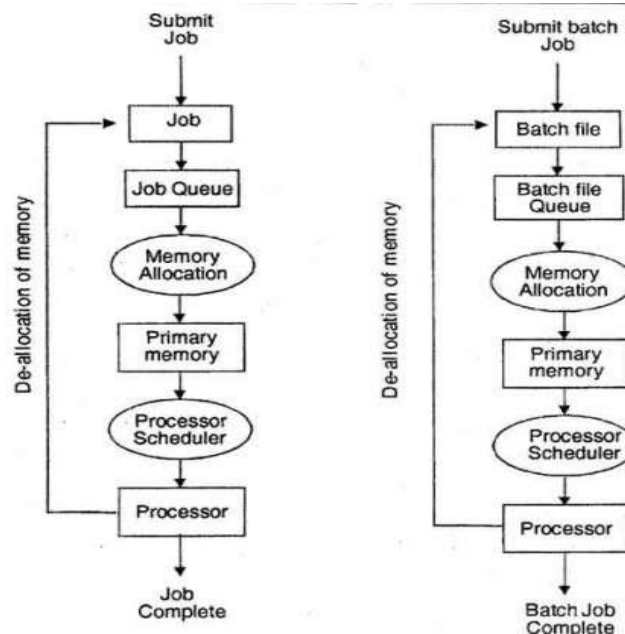 Submit
Job
Job
Job Queue
Memory
Allocation
Primary
memory
Processor
Scheduler
Processor
Job
Complete
De-allocation of memory
Submit batch
Job
Batch file
Batch file
Queue
Memory
Allocation
Primary
memory
Processor
Scheduler
Processor
Batch Job
Complete
De-allocation of memory